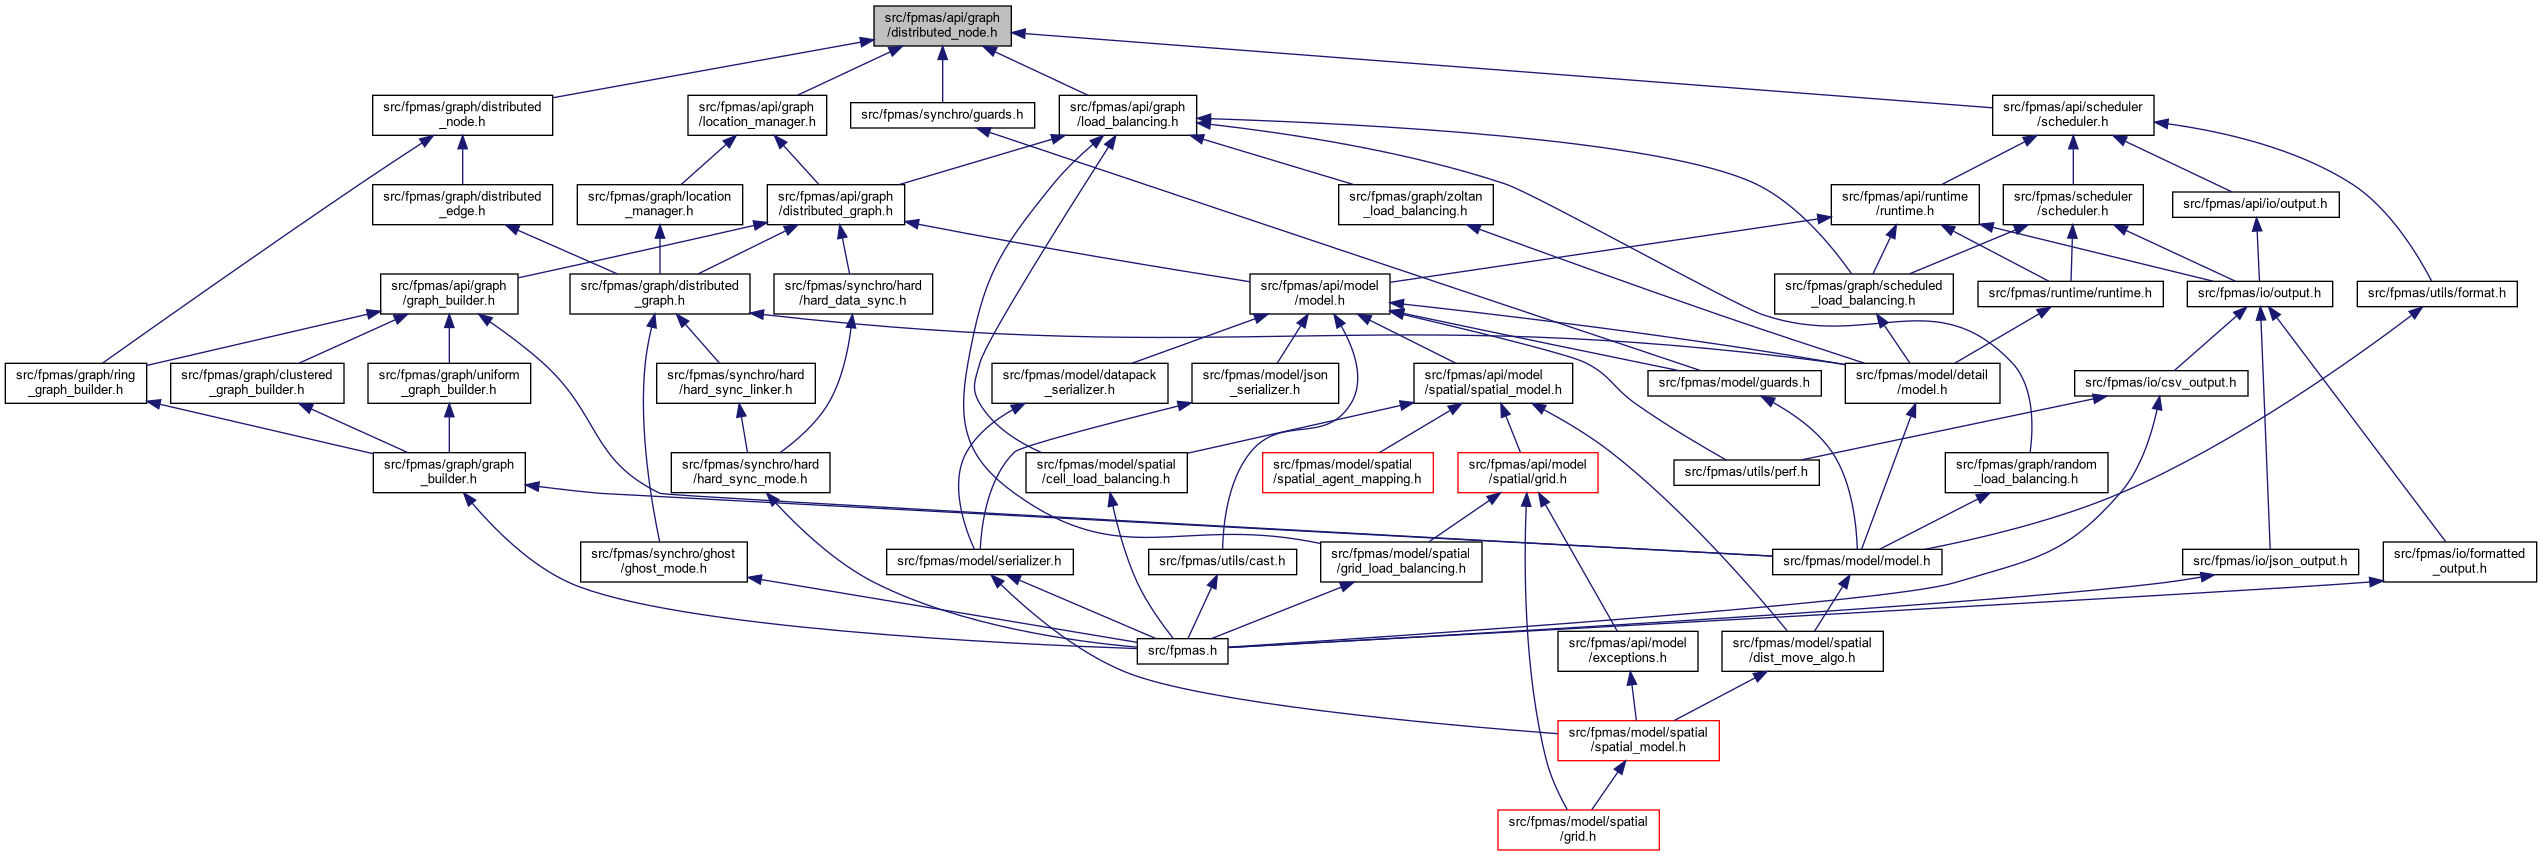 src/fpmas/api/graph
/distributed_node.h
src/fpmas/graph/distributed
_node.h
src/fpmas/api/graph
/location_manager.h
src/fpmas/synchro/guards.h
src/fpmas/api/graph
/load_balancing.h
src/fpmas/api/scheduler
/scheduler.h
src/fpmas/graph/distributed
_edge.h
src/fpmas/graph/location
_manager.h
src/fpmas/api/graph
/distributed_graph.h
src/fpmas/graph/zoltan
_load_balancing.h
src/fpmas/api/runtime
/runtime.h
src/fpmas/scheduler
/scheduler.h
src/fpmas/api/io/output.h
src/fpmas/api/graph
/graph_builder.h
src/fpmas/graph/distributed
_graph.h
src/fpmas/synchro/hard
/hard_data_sync.h
src/fpmas/api/model
/model.h
src/fpmas/graph/scheduled
_load_balancing.h
src/fpmas/runtime/runtime.h
src/fpmas/io/output.h
src/fpmas/utils/format.h
src/fpmas/graph/ring
_graph_builder.h
src/fpmas/graph/clustered
_graph_builder.h
src/fpmas/graph/uniform
_graph_builder.h
src/fpmas/synchro/hard
/hard_sync_linker.h
src/fpmas/model/datapack
_serializer.h
src/fpmas/model/json
_serializer.h
src/fpmas/api/model
/spatial/spatial_model.h
src/fpmas/model/guards.h
src/fpmas/model/detail
/model.h
src/fpmas/io/csv_output.h
src/fpmas/graph/graph
_builder.h
src/fpmas/synchro/hard
/hard_sync_mode.h
src/fpmas/model/spatial
/cell_load_balancing.h
src/fpmas/model/spatial
/spatial_agent_mapping.h
src/fpmas/api/model
/spatial/grid.h
src/fpmas/utils/perf.h
src/fpmas/graph/random
_load_balancing.h
src/fpmas/synchro/ghost
/ghost_mode.h
src/fpmas/model/serializer.h
src/fpmas/utils/cast.h
src/fpmas/model/spatial
/grid_load_balancing.h
src/fpmas/model/model.h
src/fpmas/io/json_output.h
src/fpmas/io/formatted
_output.h
src/fpmas.h
src/fpmas/api/model
/exceptions.h
src/fpmas/model/spatial
/dist_move_algo.h
src/fpmas/model/spatial
/spatial_model.h
src/fpmas/model/spatial
/grid.h